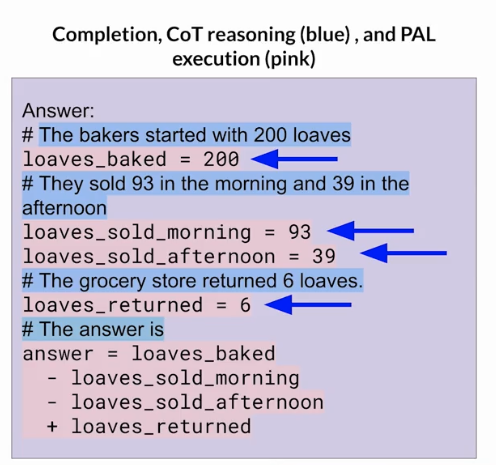 Completion, CoT reasoning (blue) , and PAL
execution (pink)
Answer:
# The bakers started with 200 loaves
loaves_baked = 200
# They sold 93 in the morning and 39 in the
afternoon
loaves_sold_morning = 93
loaves_sold_afternoon = 39
# The grocery store returned 6 loaves.
loaves_returned = 6
# The answer is
answer = loaves_baked
  - loaves_sold_morning
  - loaves_sold_afternoon
  + loaves_returned